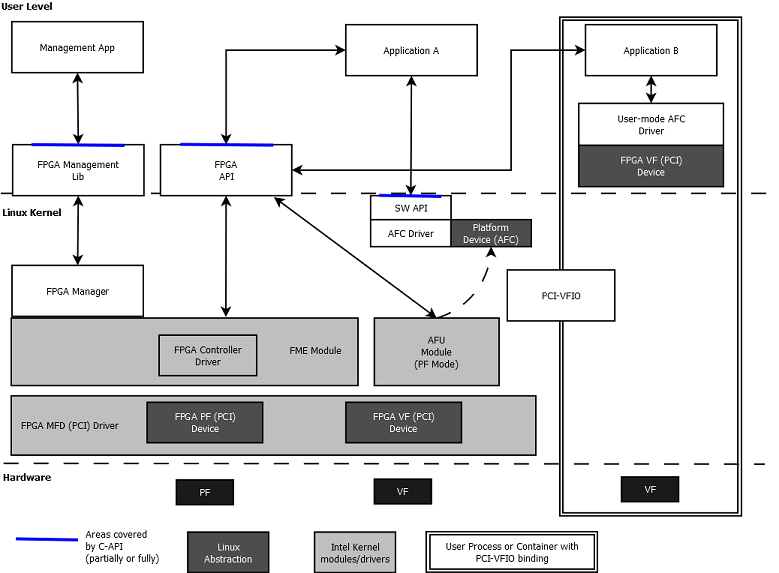 User Level
Management App
Application A
Application B
User-mode AFC
Driver
FPGA VF (PCI)
Device
FPGA Management
Lib
FPGA
API
Linux Kernel
SW API
AFC Driver
Platform
Device (AFC)
FPGA Manager
PCI-VFIO
FPGA Controller
Driver
FME Module
AFU
Module
(PF Mode)
FPGA MFD (PCI) Driver
FPGA PF (PCI)
Device
FPGA VF (PCI)
Device
Hardware
PF
VF
VF
Areas covered
by C-API
(partially or fully)
Linux
Abstraction
Intel Kernel
modules/drivers
User Process or Container with
PCI-VFIO binding